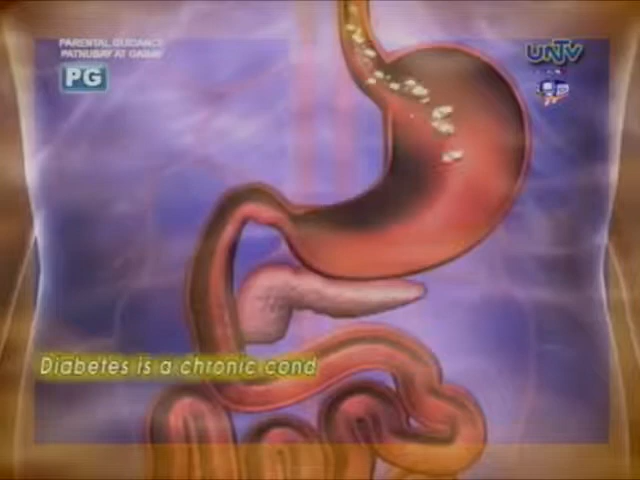 PARENTAL GUIDANCE
PATNUBAY AT GABAY
PG
UNTV
Diabetes is a chronic cond